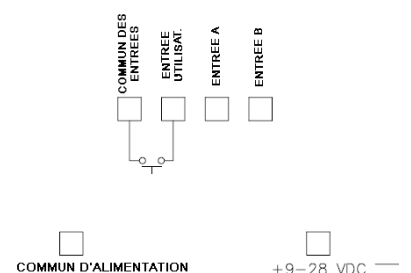 COMMUN DES
ENTREES
ENTREE
UTILISAT.
ENTREE A
ENTREE B
COMMUN D'ALIMENTATION
+9-28 VDC